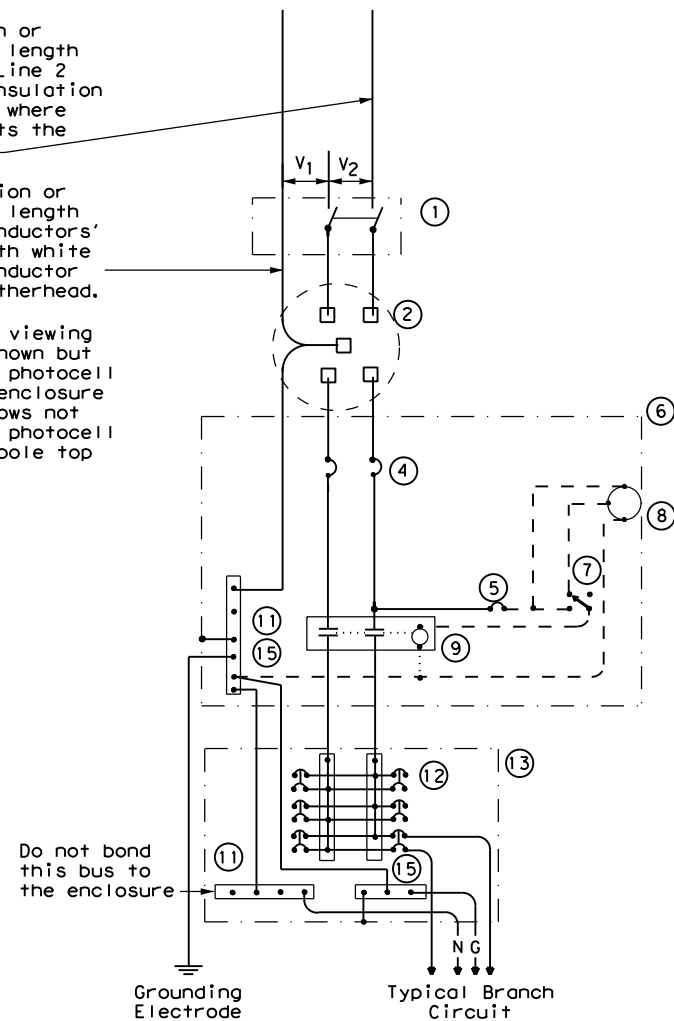 n or
length
Line 2
nsulation
where
ts the
V1 V2
ion or
length
nductors'
th white
nductor
therhead.
1
2
viewing
hown but
photocell
enclosure
ows not
photocell
pole top
6
4
8
5
7
11
15
9
13
12
Do not bond
this bus to
the enclosure
11
15
N G
Grounding
Electrode
Typical Branch
Circuit